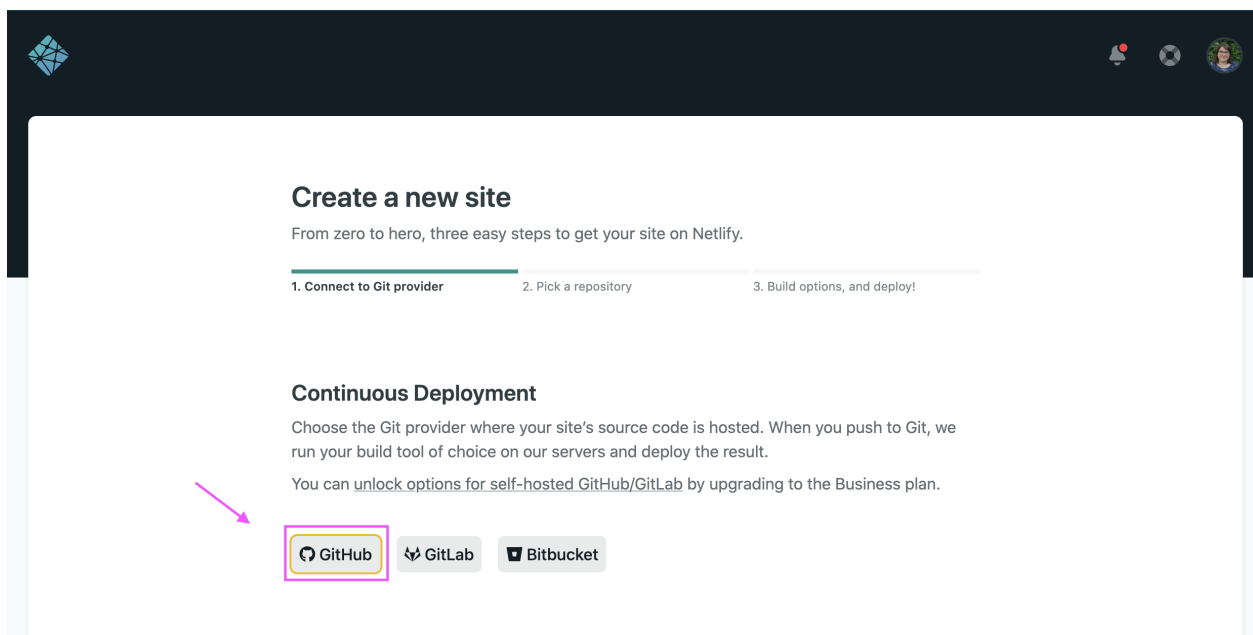 Create a new site
From zero to hero, three easy steps to get your site on Netlify.
1. Connect to Git provider
2. Pick a repository
3. Build options, and deploy!
Continuous Deployment
Choose the Git provider where your site’s source code is hosted. When you push to Git, we
run your build tool of choice on our servers and deploy the result.
You can unlock options for self-hosted GitHub/GitLab by upgrading to the Business plan.
GitHub
GitLab
Bitbucket